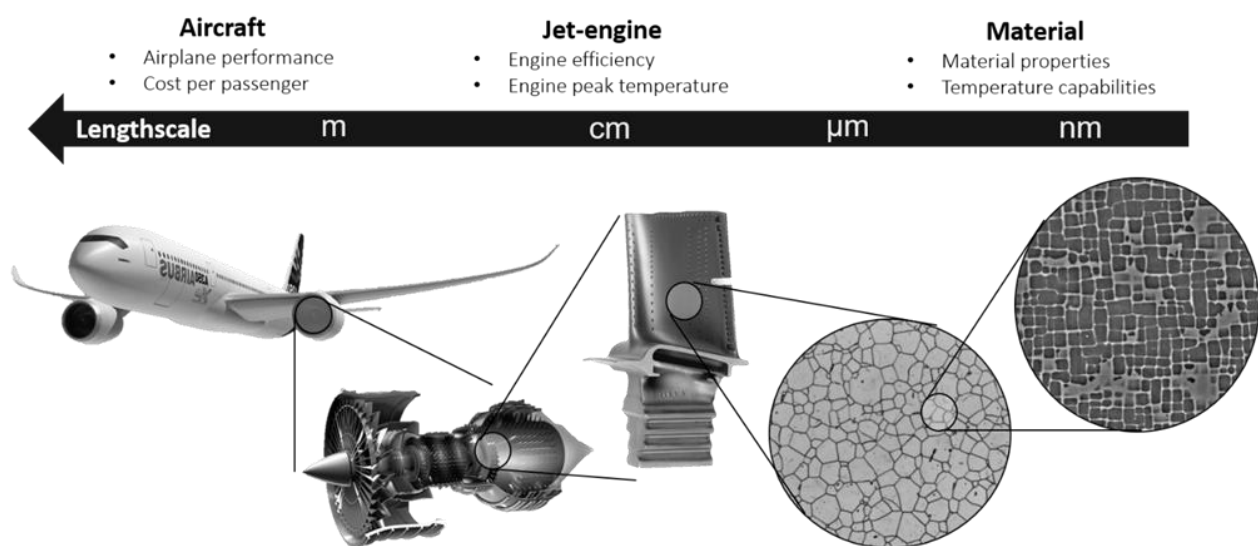 Aircraft
• Airplane performance
• Cost per passenger
Jet-engine
• Engine efficiency
• Engine peak temperature
Material
• Material properties
• Temperature capabilities
Lengthscale m cm µm nm
AIRBUS